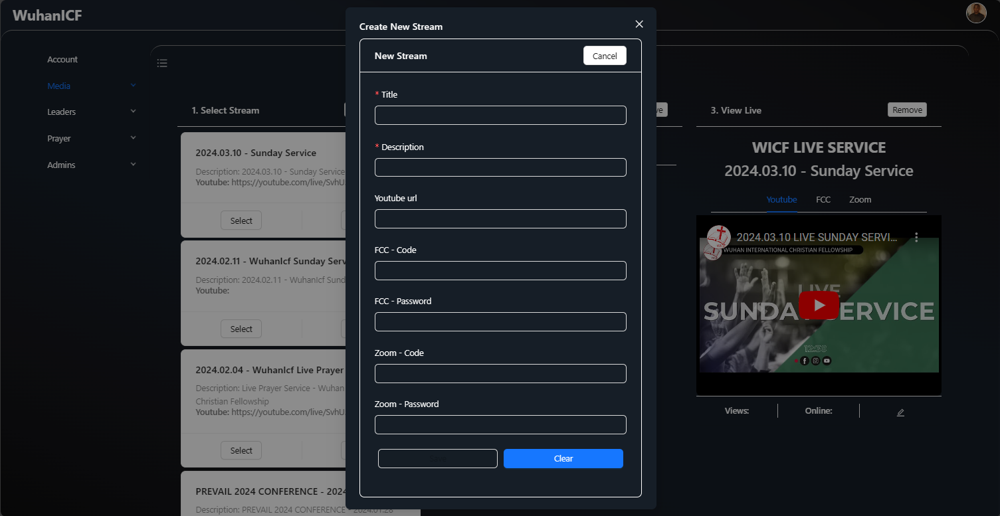 WuhanICF
Account
Media
Leaders
Prayer
Admins
1. Select Stream
2024.03.10 - Sunday Service
Description: 2024.03.10 - Sunday Service
Youtube: https://youtube.com/live/SvhU
Select
2024.02.11 - WuhanIcf Sunday Serv
Description: 2024.02.11 - WuhanIcf Sund
Youtube:
Select
2024.02.04 - WuhanIcf Live Prayer
Description: Live Prayer Service - Wuhan
Christian Fellowship
Youtube: https://youtube.com/live/SvhU
Select
PREVAIL 2024 CONFERENCE - 2024
Description: PREVAIL 2024 CONFERENCE - 2024.01.28
Create New Stream
New Stream
Cancel
* Title
* Description
Youtube url
FCC - Code
FCC - Password
Zoom - Code
Zoom - Password
Save
Clear
3. View Live
Remove
WICF LIVE SERVICE
2024.03.10 - Sunday Service
Youtube FCC Zoom
2024.03.10 LIVE SUNDAY SERVI...
WUHAN INTERNATIONAL CHRISTIAN FELLOWSHIP
LIVE
SUNDAY SERVICE
12:30
Views:
Online: